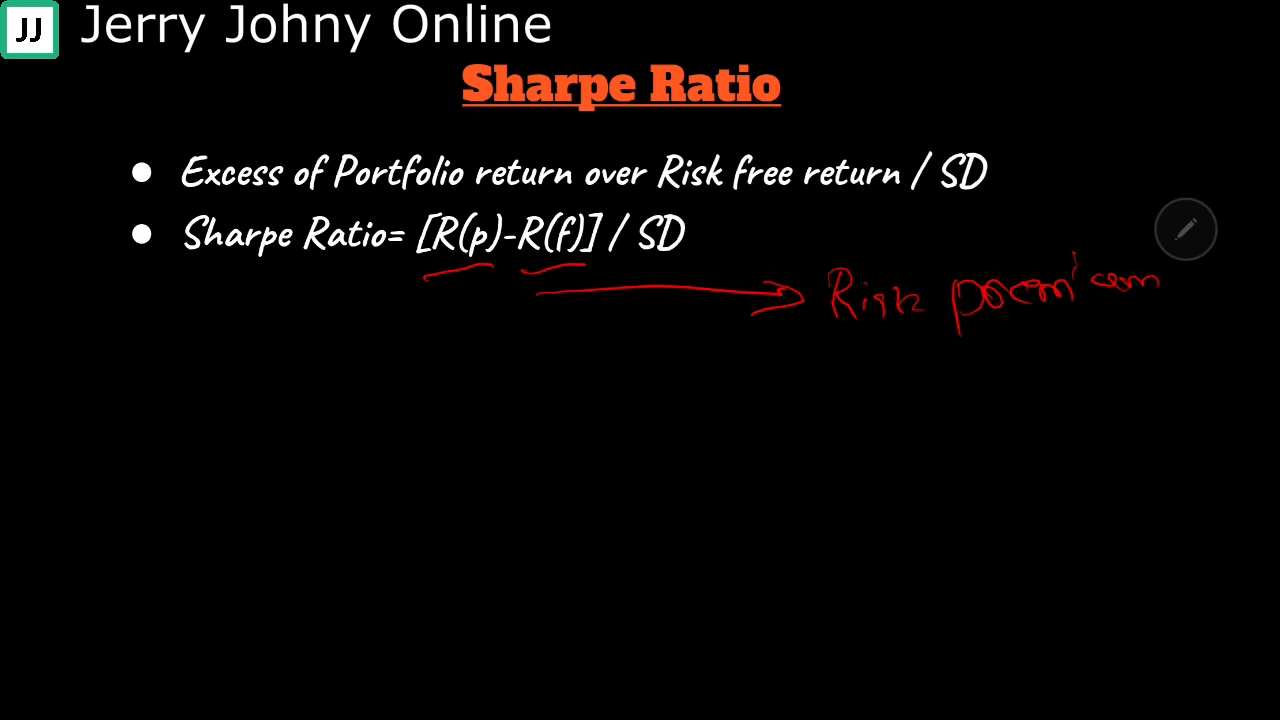 JJ Jerry Johny Online
Sharpe Ratio
● Excess of Portfolio return over Risk free return / SD
● Sharpe Ratio= [R(p)-R(f)] / SD
Risk premium